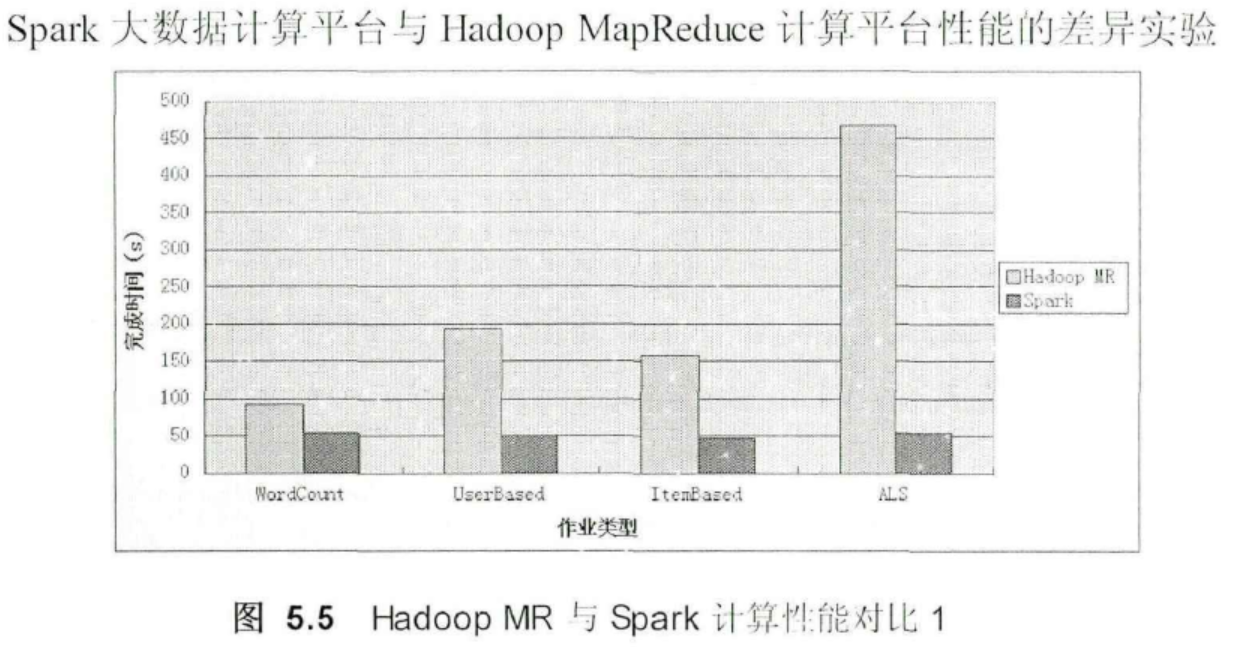 Spark 大数据计算平台与 Hadoop MapReduce 计算平台性能的差异实验
500
450
400
350
300
250
200
150
100
50
0
完成时间 (s)
Hadoop MR
Spark
WordCount
UserBased
ItemBased
ALS
作业类型
图 5.5 Hadoop MR 与 Spark 计算性能对比 1